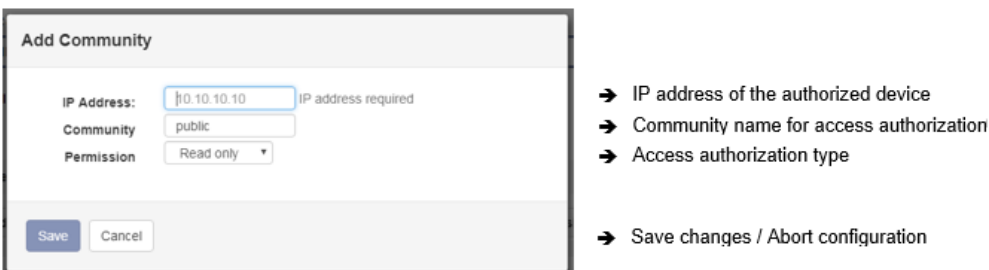 Add Community
IP Address: 10.10.10.10 IP address required
Community public
Permission Read only
Save Cancel
➔ IP address of the authorized device
➔ Community name for access authorization
➔ Access authorization type
➔ Save changes / Abort configuration